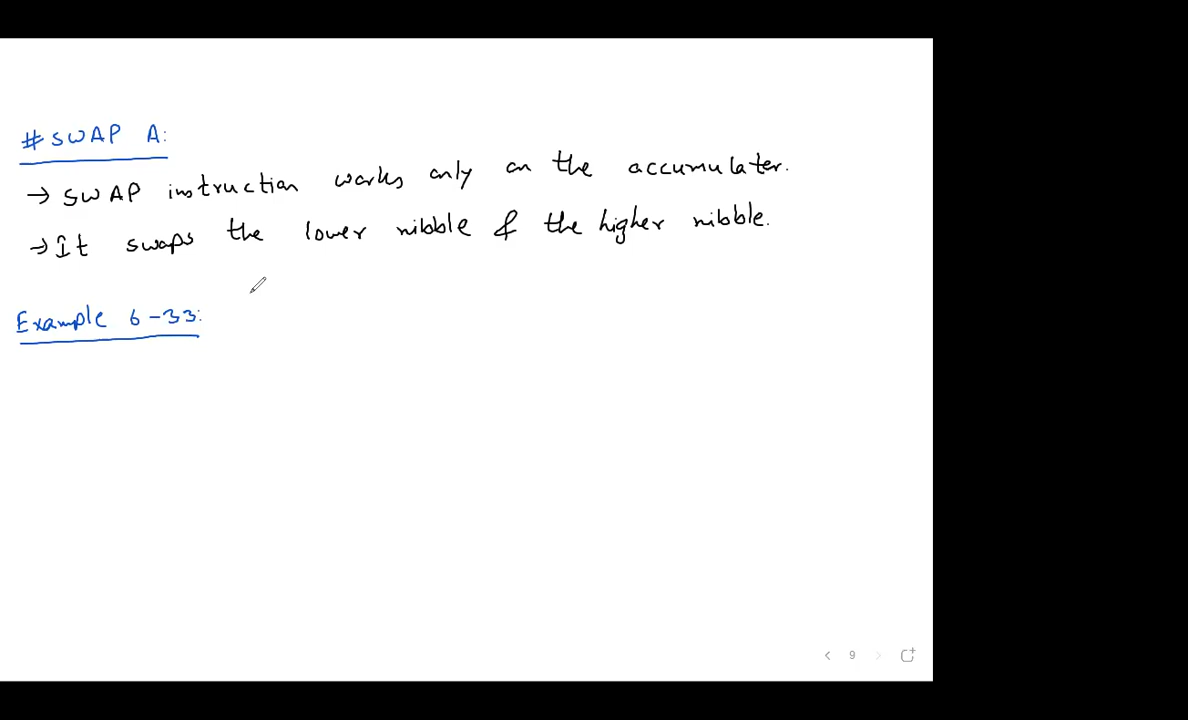 # SWAP A:
→ SWAP instruction works only on the accumulater.
→ It swaps the lower nibble & the higher nibble.
Example 6-33:
< 9 >